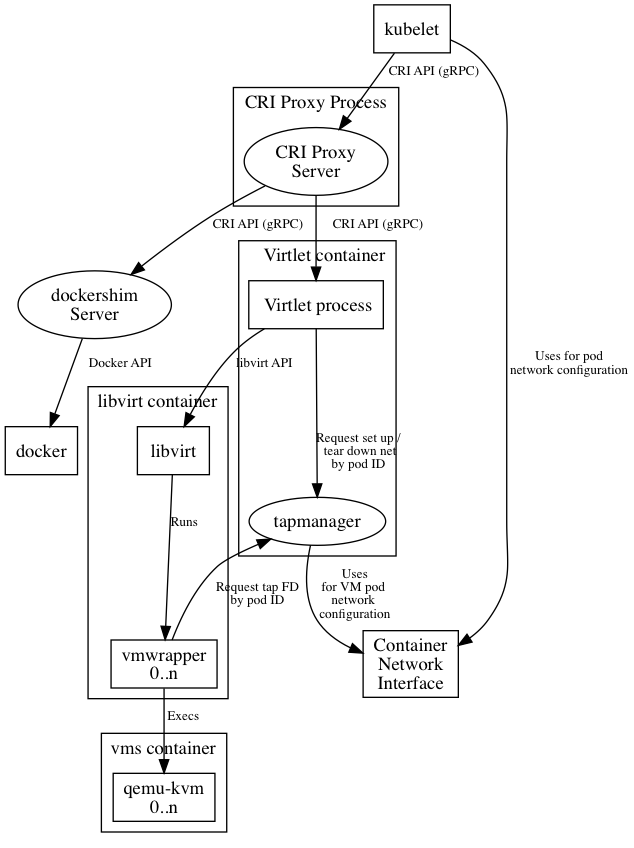 kubelet
CRI API (gRPC)
CRI Proxy Process
CRI Proxy
Server
CRI API (gRPC)
CRI API (gRPC)
Virtlet container
dockershim
Server
Virtlet process
Uses for pod
network configuration
Docker API
libvirt API
libvirt container
docker
libvirt
Request set up /
tear down net
by pod ID
Runs
tapmanager
Request tap FD
by pod ID
Uses
for VM pod
network
configuration
vmwrapper
0..n
Container
Network
Interface
Execs
vms container
qemu-kvm
0..n